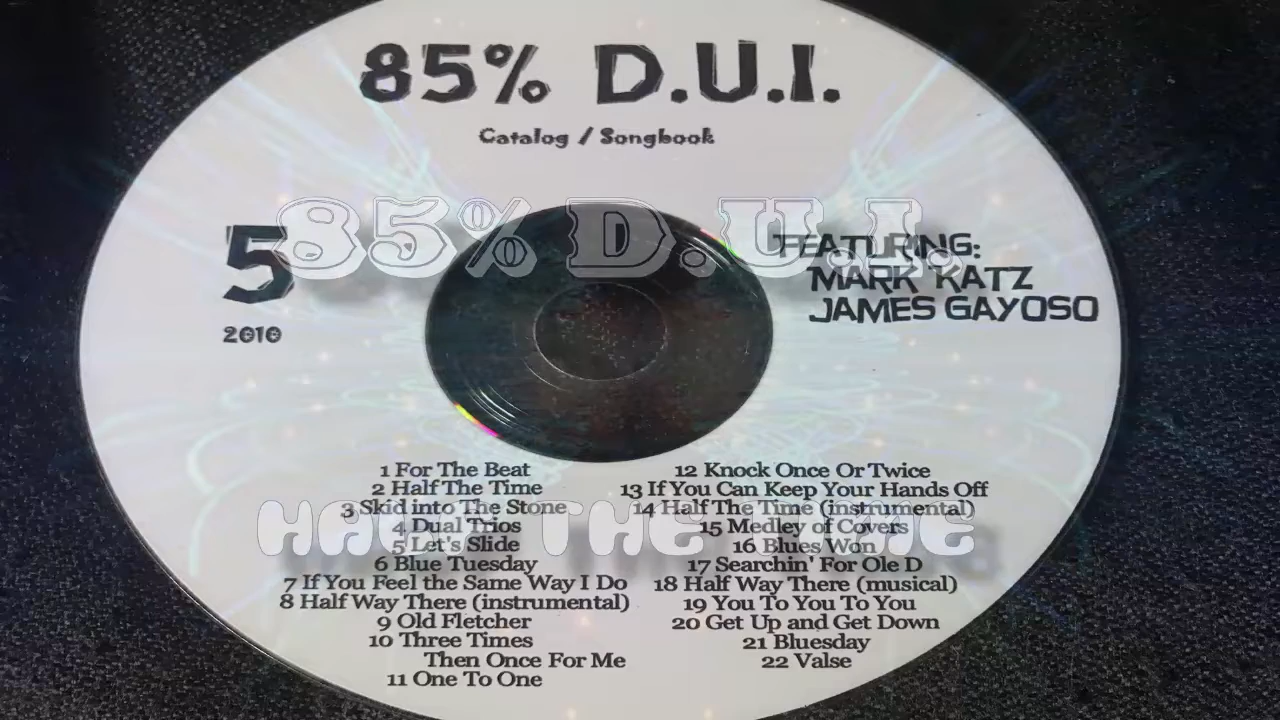 85% D.U.I.
Catalog / Songbook
85% D.U.I.
5
2010
FEATURING:
MARK KATZ
JAMES GAYOSO
1 For The Beat
2 Half The Time
3 Skid into The Stone
4 Dual Trios
5 Let's Slide
6 Blue Tuesday
7 If You Feel the Same Way I Do
8 Half Way There (instrumental)
9 Old Fletcher
10 Three Times
Then Once For Me
11 One To One
12 Knock Once Or Twice
13 If You Can Keep Your Hands Off
14 Half The Time (instrumental)
15 Medley of Covers
16 Blues Won
17 Searchin' For Ole D
18 Half Way There (musical)
19 You To You To You
20 Get Up and Get Down
21 Bluesday
22 Valse
HALF THE TIME